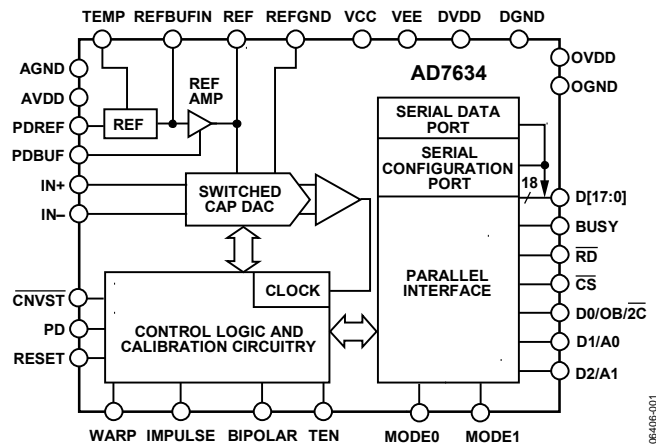 TEMP REFBUFIN REF REFGND VCC VEE DVDD DGND
AGND
AVDD
PDREF
PDBUF
IN+
IN–
CNVST
PD
RESET
REF
REF
AMP
SWITCHED
CAP DAC
CLOCK
CONTROL LOGIC AND
CALIBRATION CIRCUITRY
AD7634
SERIAL DATA
PORT
SERIAL
CONFIGURATION
PORT
18
PARALLEL
INTERFACE
OVDD
OGND
D[17:0]
BUSY
RD
CS
D0/OB/2C
D1/A0
D2/A1
WARP IMPULSE BIPOLAR TEN MODE0 MODE1
06406-001